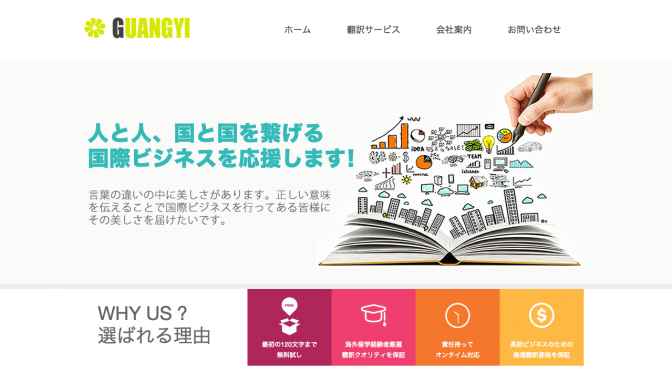 GUANGYI
ホーム
翻訳サービス
会社案内
お問い合わせ
人と人、国と国を繋げる
国際ビジネスを応援します!
言葉の違いの中に美しさがあります。正しい意味
を伝えることで国際ビジネスを行ってある皆様に
その美しさを届けたいです。
IDEA
SALE
TEAM
WHY US ?
選ばれる理由
FREE
最初の120文字まで
無料試し
海外留学経験者厳選
翻訳クオリティを保証
責任持って
オンタイム対応
長期ビジネスのための
最適翻訳価格を保証